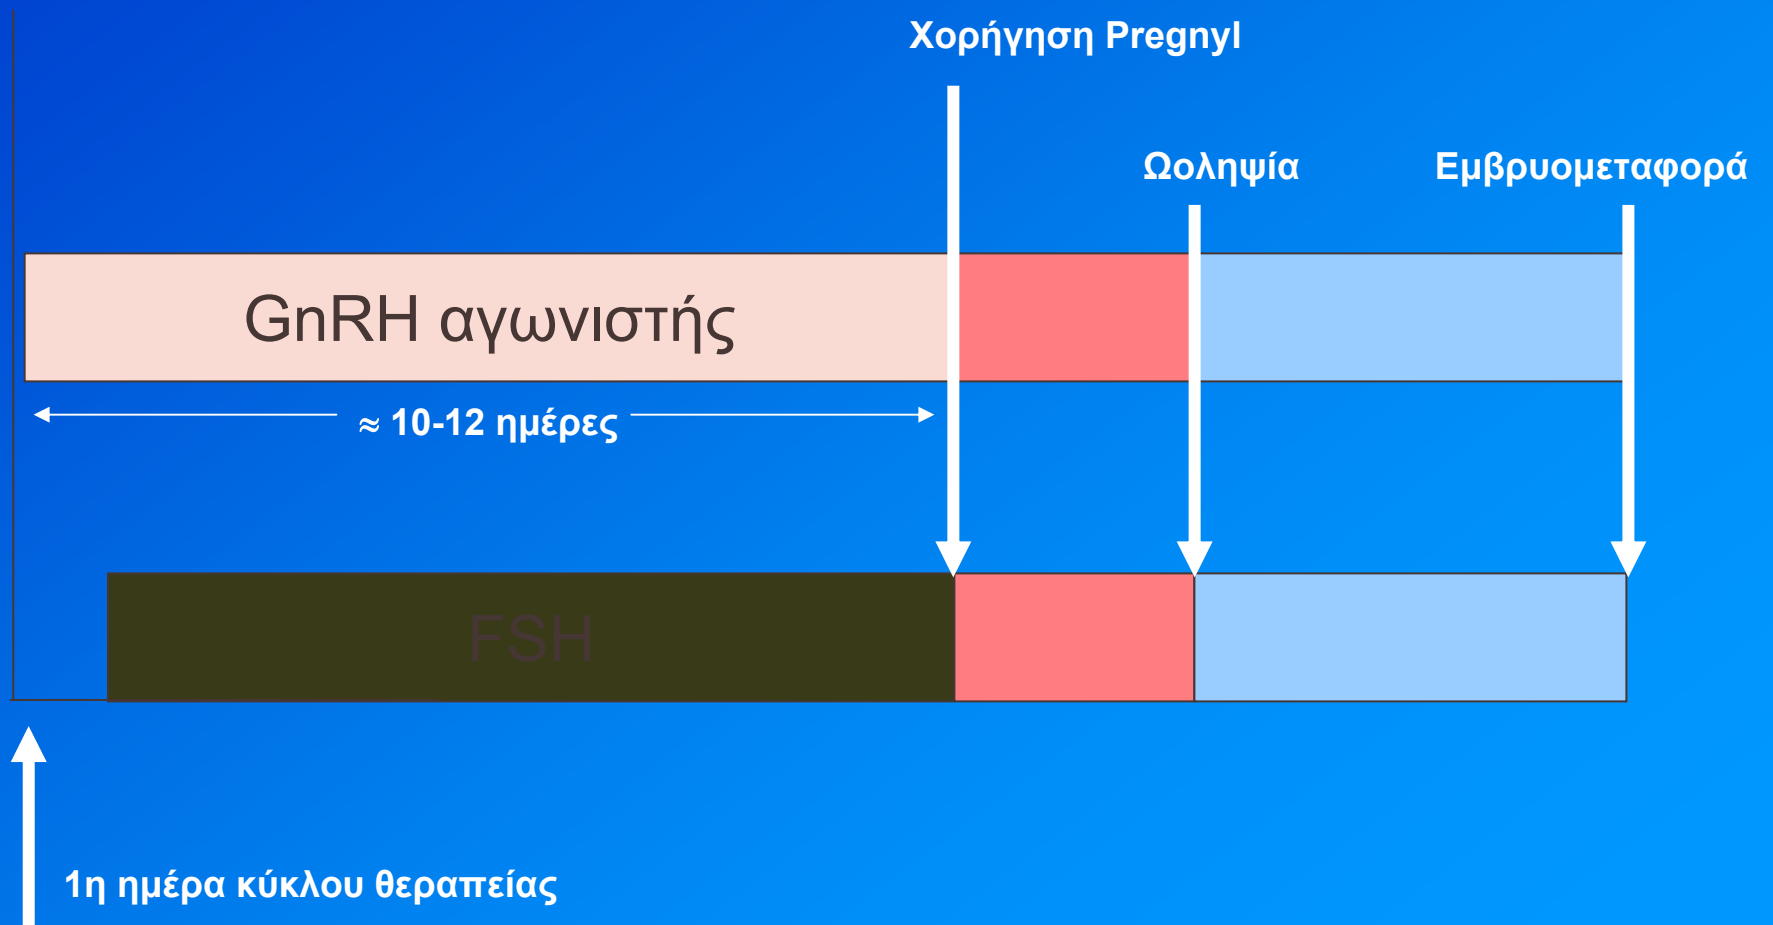 Χορήγηση Pregnyl
Ωοληψία
Εμβρυομεταφορά
GnRH αγωνιστής
≈ 10-12 ημέρες
FSH
1η ημέρα κύκλου θεραπείας